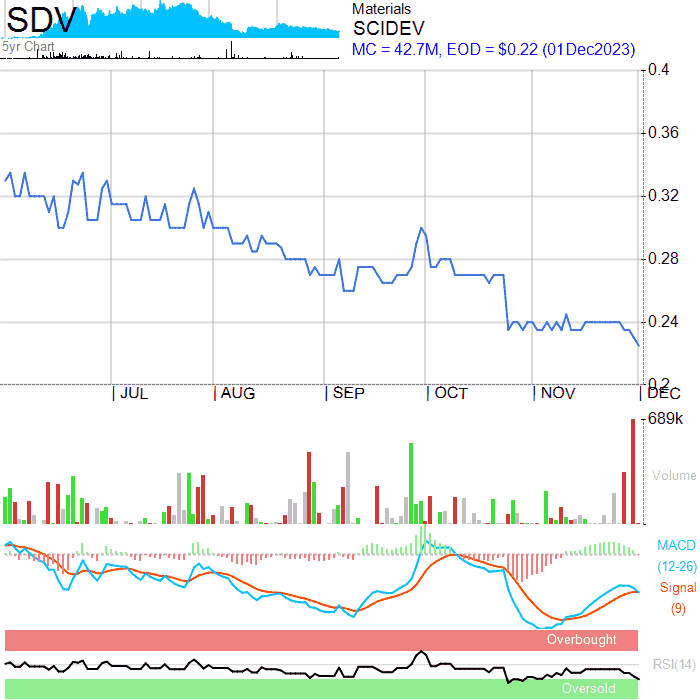 SDV
5yr Chart
Materials
SCIDEV
MC = 42.7M, EOD = $0.22 (01Dec2023)
0.4
0.36
0.32
0.28
0.24
0.2
JUL
AUG
SEP
OCT
NOV
DEC
689k
Volume
MACD
(12-26)
Signal
(9)
Overbought
RSI(14)
Oversold